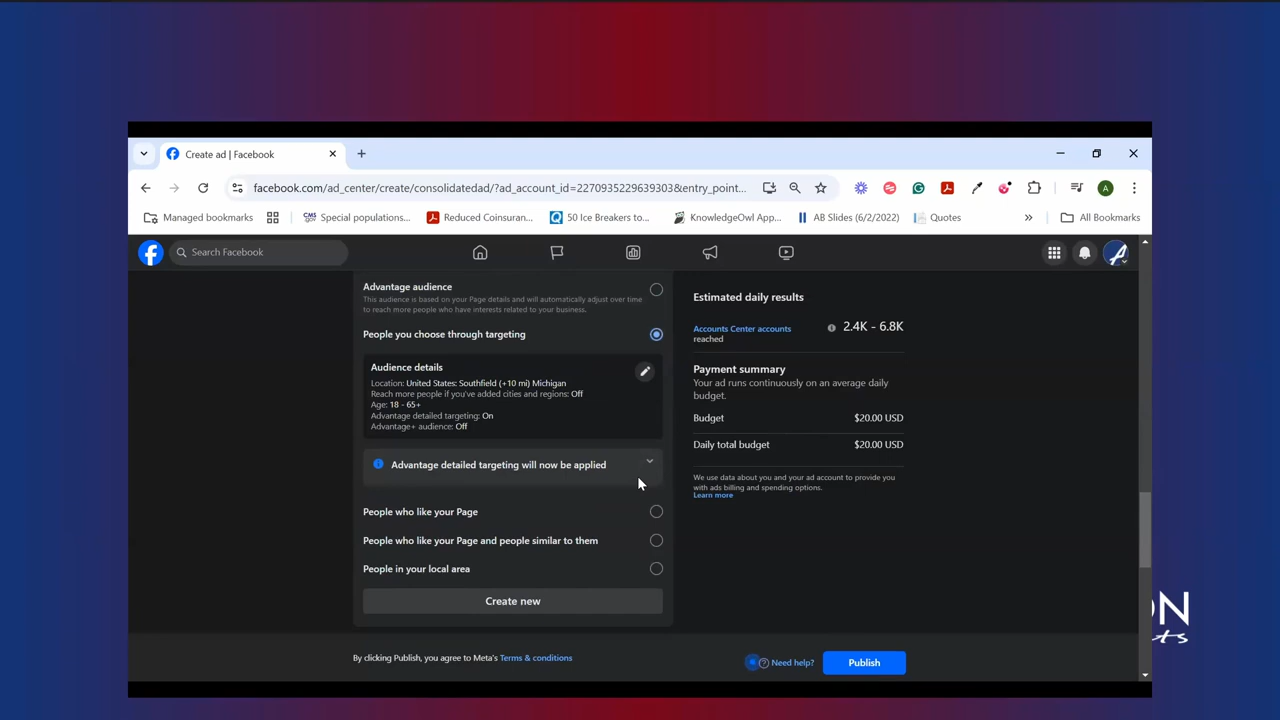 Create ad | Facebook
facebook.com/ad_center/create/consolidatedad/?ad_account_id=2270935229639303&entry_point...
A
Managed bookmarks
CMS Special populations...
Reduced Coinsuran...
50 Ice Breakers to...
KnowledgeOwl App...
AB Slides (6/2/2022)
Quotes
»
All Bookmarks
Search Facebook
Advantage audience
This audience is based on your Page details and will automatically adjust over time
to reach more people who have interests related to your business.
People you choose through targeting
Audience details
Location: United States: Southfield (+10 mi) Michigan
Reach more people if you've added cities and regions: Off
Age: 18 - 65+
Advantage detailed targeting: On
Advantage+ audience: Off
Advantage detailed targeting will now be applied
People who like your Page
People who like your Page and people similar to them
People in your local area
Create new
Estimated daily results
Accounts Center accounts
reached
2.4K - 6.8K
Payment summary
Your ad runs continuously on an average daily
budget.
Budget $20.00 USD
Daily total budget $20.00 USD
We use data about you and your ad account to provide you
with ads billing and spending options.
Learn more
By clicking Publish, you agree to Meta's Terms & conditions
Need help?
Publish
N
ts